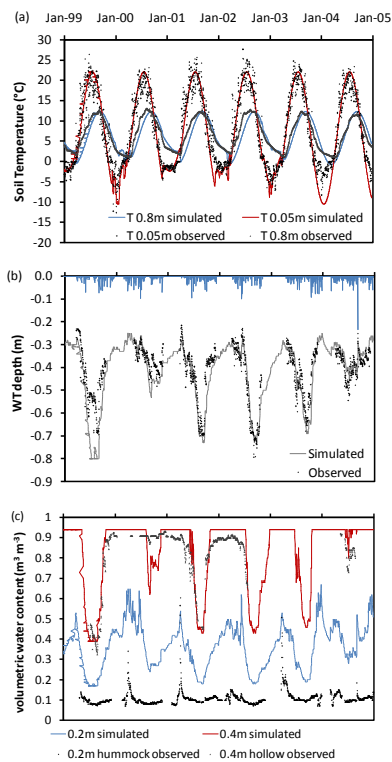 (a)
Jan-99 Jan-00 Jan-01 Jan-02 Jan-03 Jan-04 Jan-05
30
25
20
15
10
5
0
-5
-10
-15
-20
Soil Temperature (°C)
T 0.8m simulated T 0.05m simulated
T 0.05m observed T 0.8m observed
(b)
0.0
-0.1
-0.2
-0.3
-0.4
-0.5
-0.6
-0.7
-0.8
-0.9
WT depth (m)
Simulated
Observed
(c)
1
0.9
0.8
0.7
0.6
0.5
0.4
0.3
0.2
0.1
0
volumetric water content (m³ m⁻³)
0.2m simulated 0.4m simulated
0.2m hummock observed 0.4m hollow observed